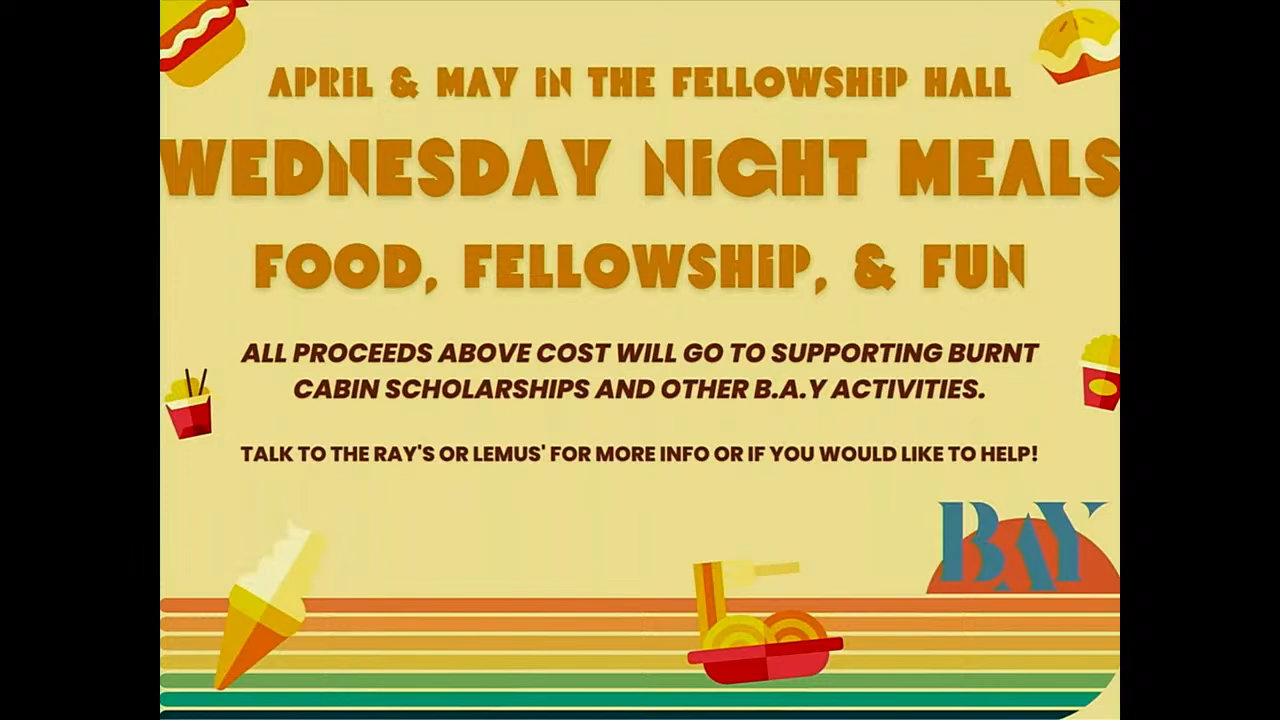 APRIL & MAY IN THE FELLOWSHIP HALL
WEDNESDAY NIGHT MEALS
FOOD, FELLOWSHIP, & FUN
ALL PROCEEDS ABOVE COST WILL GO TO SUPPORTING BURNT
CABIN SCHOLARSHIPS AND OTHER B.A.Y ACTIVITIES.
TALK TO THE RAY'S OR LEMUS' FOR MORE INFO OR IF YOU WOULD LIKE TO HELP!
BAY